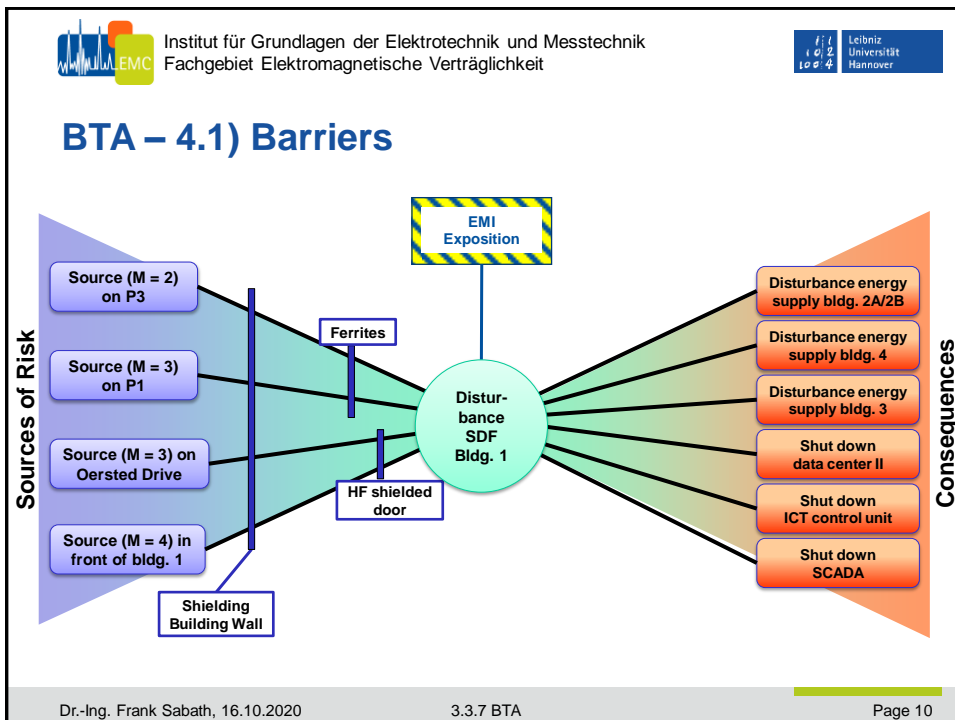 EMC
Institut für Grundlagen der Elektrotechnik und Messtechnik
Fachgebiet Elektromagnetische Verträglichkeit
Leibniz
Universität
Hannover
BTA – 4.1) Barriers
EMI
Exposition
Sources of Risk
Source (M = 2)
on P3
Source (M = 3)
on P1
Source (M = 3) on
Oersted Drive
Source (M = 4) in
front of bldg. 1
Ferrites
HF shielded
door
Shielding
Building Wall
Distur-
bance
SDF
Bldg. 1
Disturbance energy
supply bldg. 2A/2B
Disturbance energy
supply bldg. 4
Disturbance energy
supply bldg. 3
Shut down
data center II
Shut down
ICT control unit
Shut down
SCADA
Consequences
Dr.-Ing. Frank Sabath, 16.10.2020
3.3.7 BTA
Page 10